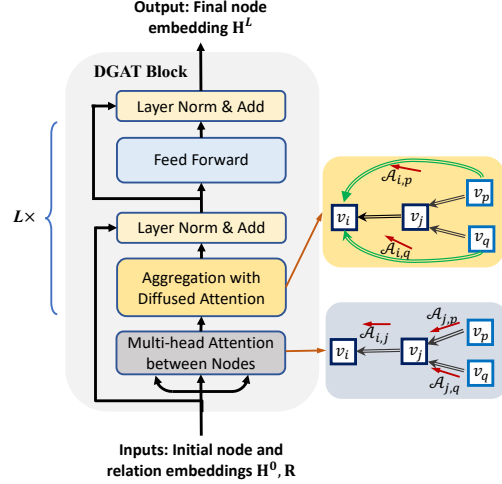 Output: Final node
embedding H^L
DGAT Block
Layer Norm & Add
Feed Forward
L×
Layer Norm & Add
Aggregation with
Diffused Attention
Multi-head Attention
between Nodes
Inputs: Initial node and
relation embeddings H^0, R
𝒜_{i,p}
v_p
v_i
v_j
v_q
𝒜_{i,q}
𝒜_{j,p}
v_p
𝒜_{i,j}
v_i
v_j
v_q
𝒜_{j,q}